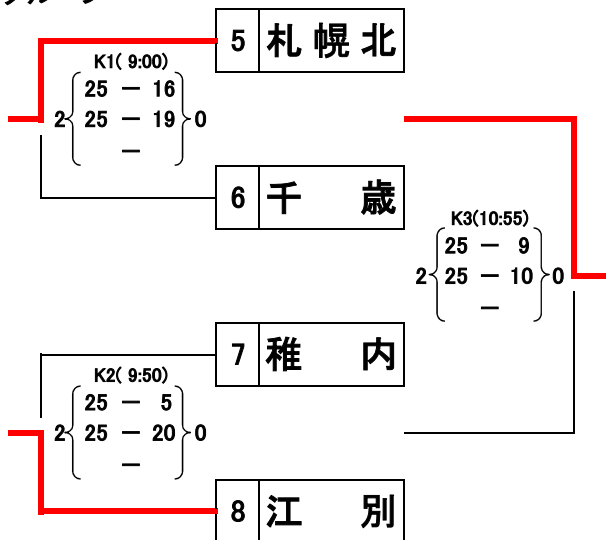 5 札幌北
K1( 9:00)
25 ー 16
2 25 ー 19 0
ー
6 千 歳
K3(10:55)
25 ー 9
2 25 ー 10 0
ー
7 稚 内
K2( 9:50)
25 ー 5
2 25 ー 20 0
ー
8 江 別